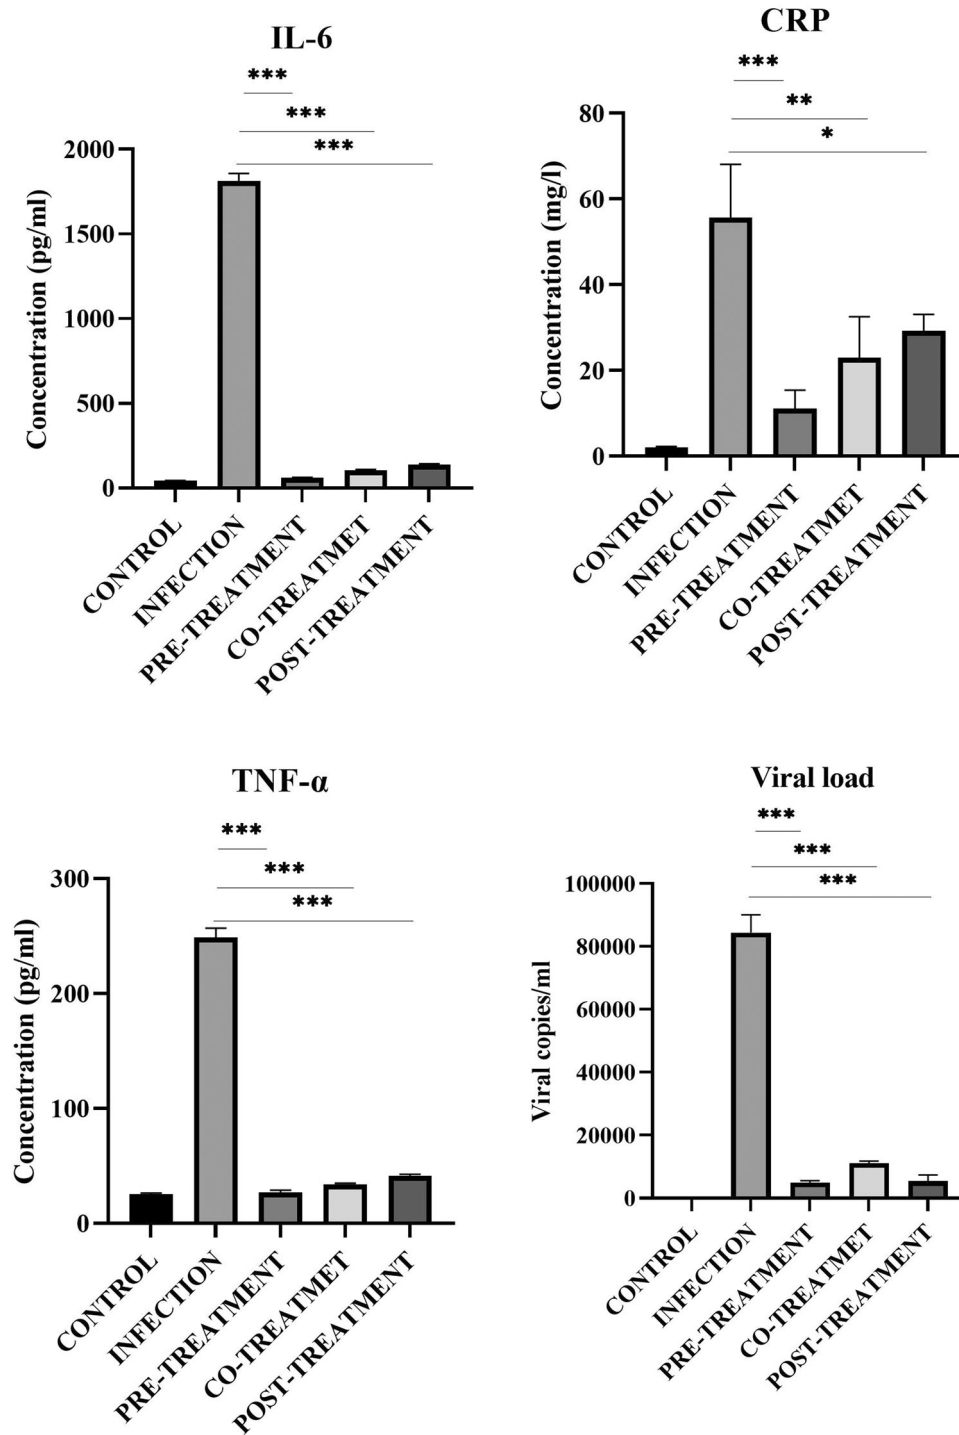 IL-6
***
***
***
Concentration (pg/ml)
2000
1500
1000
500
0
CONTROL
INFECTION
PRE-TREATMENT
CO-TREATMET
POST-TREATMENT
CRP
***
**
*
Concentration (mg/l)
80
60
40
20
0
CONTROL
INFECTION
PRE-TREATMENT
CO-TREATMET
POST-TREATMENT
TNF-α
***
***
***
Concentration (pg/ml)
300
200
100
0
CONTROL
INFECTION
PRE-TREATMENT
CO-TREATMET
POST-TREATMENT
Viral load
***
***
***
Viral copies/ml
100000
80000
60000
40000
20000
0
CONTROL
INFECTION
PRE-TREATMENT
CO-TREATMET
POST-TREATMENT